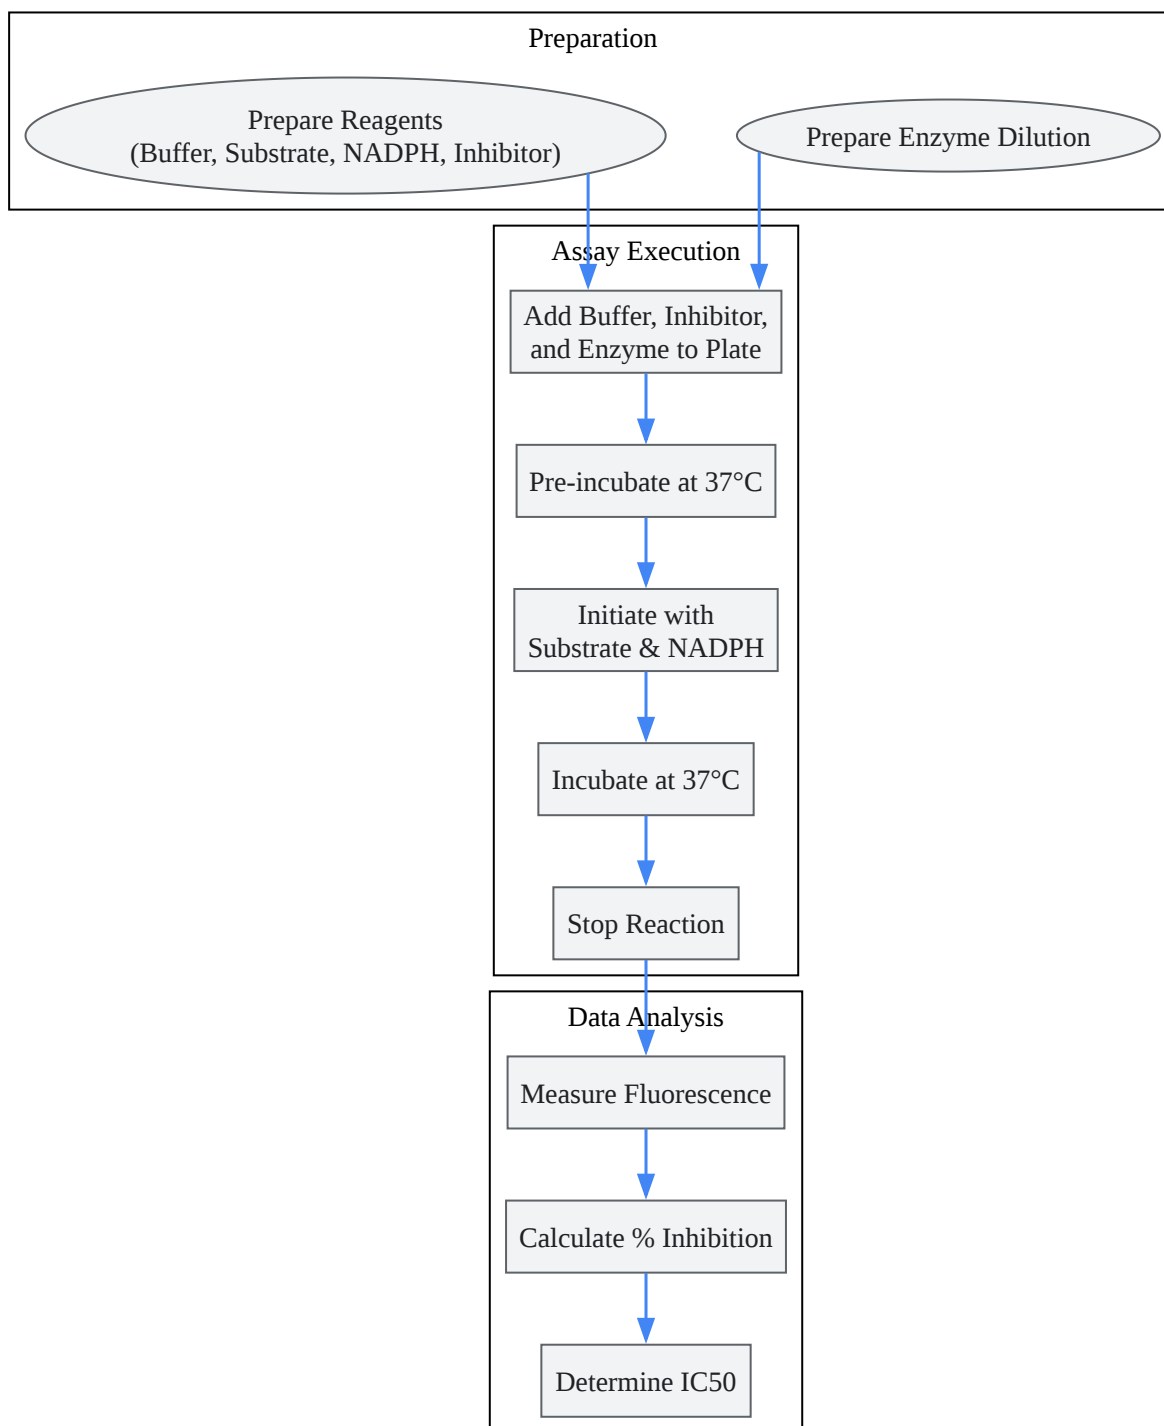 Preparation
Prepare Reagents
(Buffer, Substrate, NADPH, Inhibitor)
Prepare Enzyme Dilution
Assay Execution
Add Buffer, Inhibitor,
and Enzyme to Plate
Pre-incubate at 37°C
Initiate with
Substrate & NADPH
Incubate at 37°C
Stop Reaction
Data Analysis
Measure Fluorescence
Calculate % Inhibition
Determine IC50